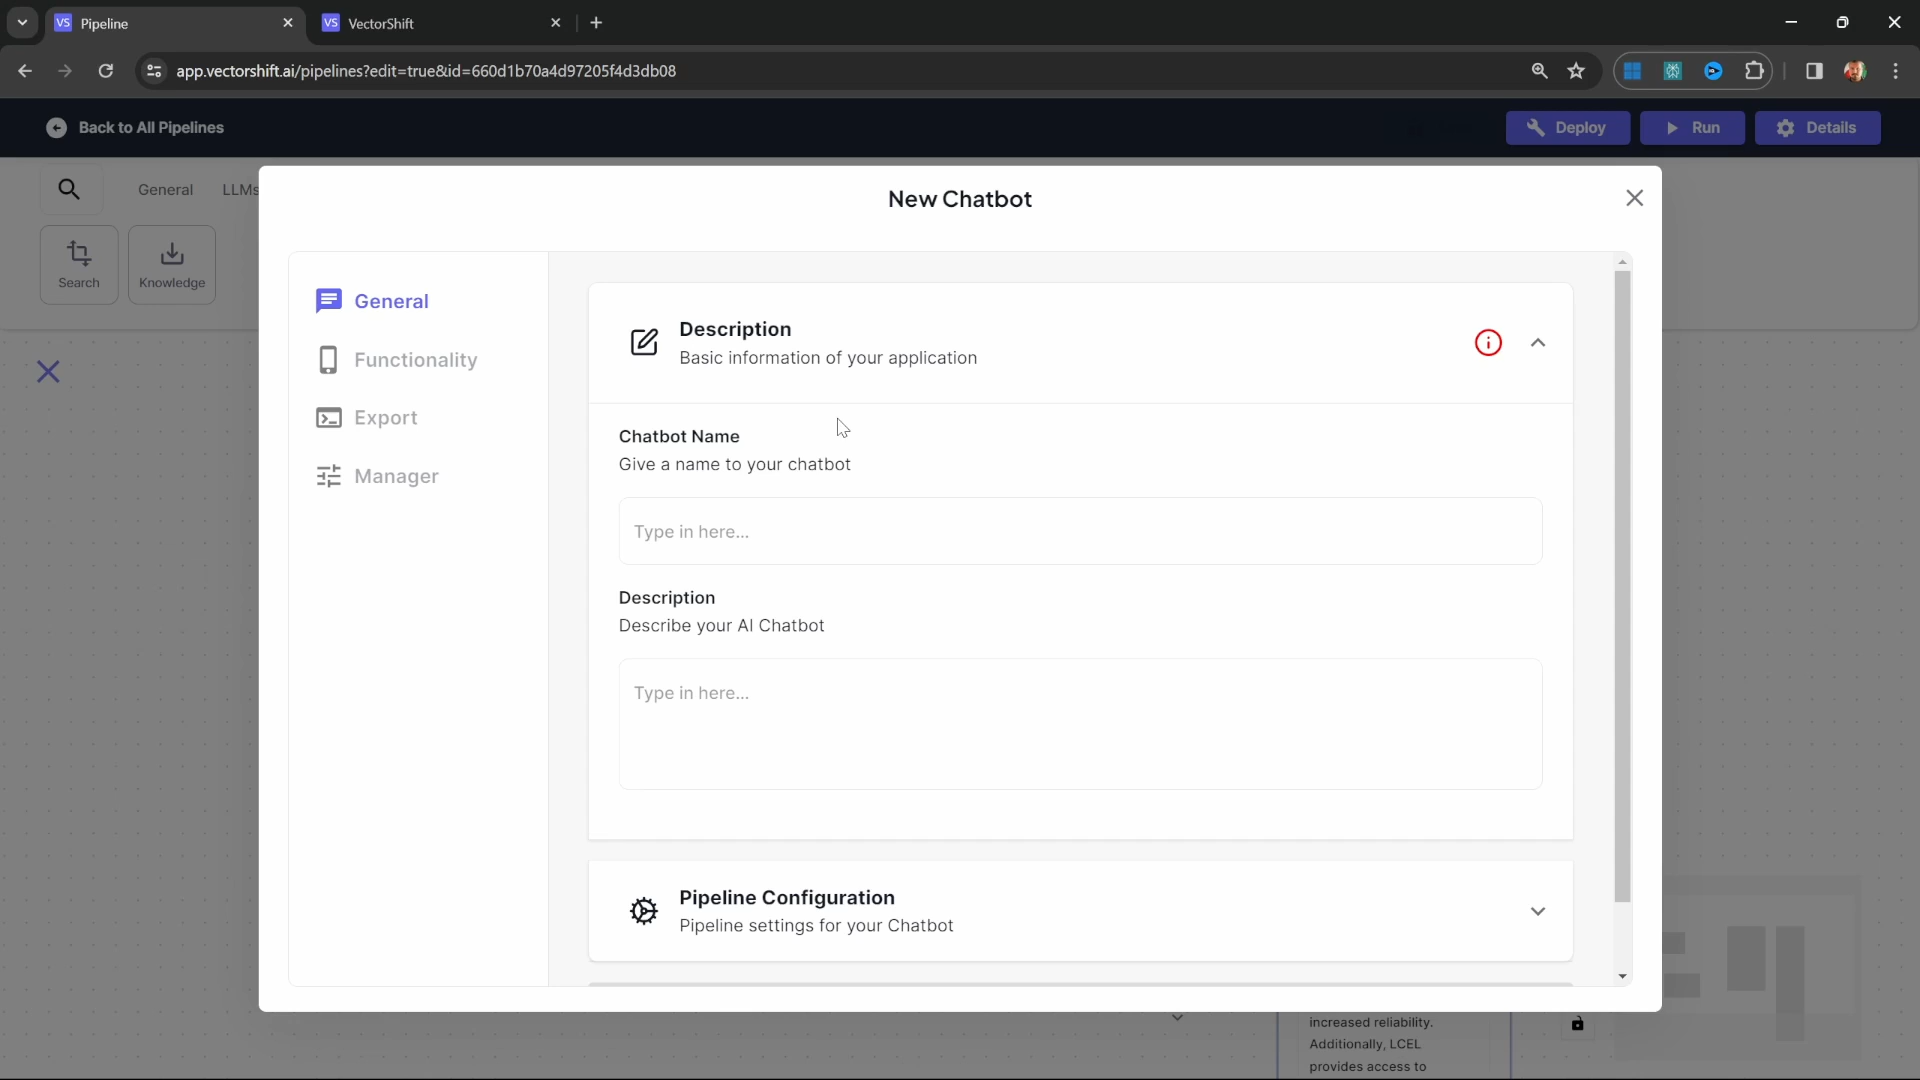 VS Pipeline
VS VectorShift
app.vectorshift.ai/pipelines?edit=true&id=660d1b70a4d97205f4d3db08
Back to All Pipelines
Deploy
Run
Details
General
LLMs
Search
Knowledge
New Chatbot
General
Functionality
Export
Manager
Description
Basic information of your application
Chatbot Name
Give a name to your chatbot
Type in here...
Description
Describe your AI Chatbot
Type in here...
Pipeline Configuration
Pipeline settings for your Chatbot
increased reliability.
Additionally, LCEL
provides access to